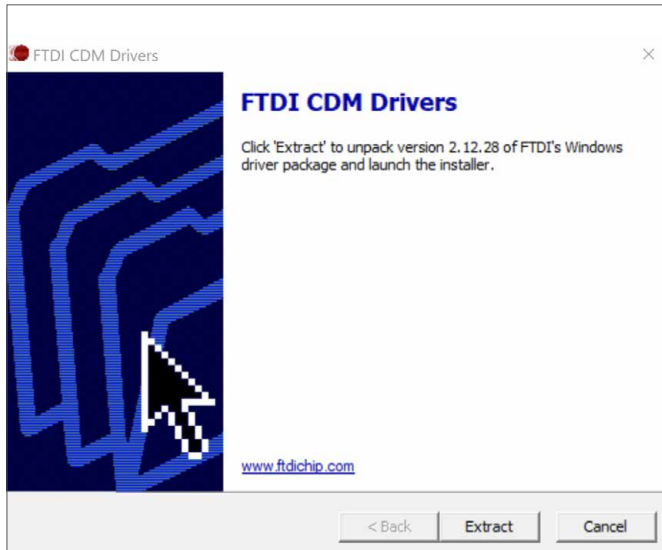 FTDI CDM Drivers
FTDI CDM Drivers
Click 'Extract' to unpack version 2.12.28 of FTDI's Windows
driver package and launch the installer.
www.ftdichip.com
< Back
Extract
Cancel